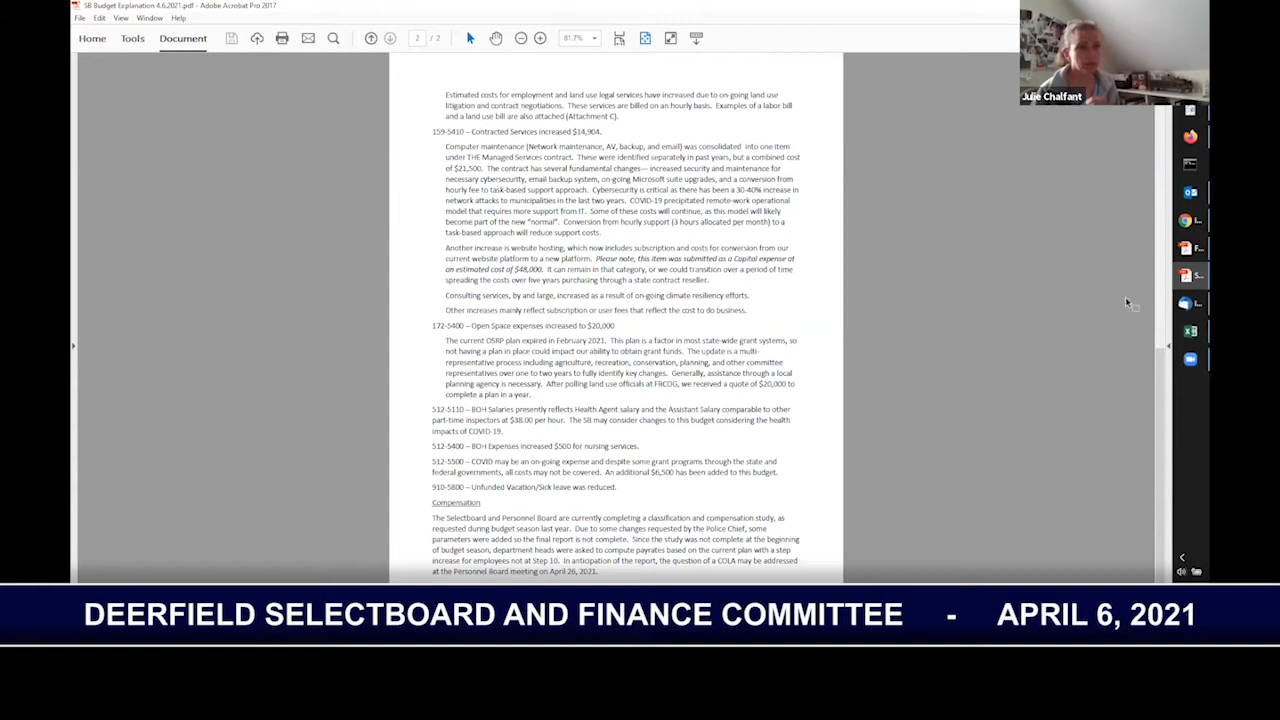 SB Budget Explanation 4.6.2021.pdf - Adobe Acrobat Pro 2017
File Edit View Window Help
Home Tools Document
2 / 2
81.7%
Julie Chalfant
Estimated costs for employment and land use legal services have increased due to on-going land use
litigation and contract negotiations. These services are billed on an hourly basis. Examples of a labor bill
and a land use bill are also attached (Attachment C).
159-5410 – Contracted Services increased $14,904.
Computer maintenance (Network maintenance, AV, backup, and email) was consolidated into one item
under THE Managed Services contract. These were identified separately in past years, but a combined cost
of $21,500. The contract has several fundamental changes— increased security and maintenance for
necessary cybersecurity, email backup system, on-going Microsoft suite upgrades, and a conversion from
hourly fee to task-based support approach. Cybersecurity is critical as there has been a 30-40% increase in
network attacks to municipalities in the last two years. COVID-19 precipitated remote-work operational
model that requires more support from IT. Some of these costs will continue, as this model will likely
become part of the new "normal". Conversion from hourly support (3 hours allocated per month) to a
task-based approach will reduce support costs.
Another increase is website hosting, which now includes subscription and costs for conversion from our
current website platform to a new platform. Please note, this item was submitted as a Capital expense at
an estimated cost of $48,000. It can remain in that category, or we could transition over a period of time
spreading the costs over five years purchasing through a state contract reseller.
Consulting services, by and large, increased as a result of on-going climate resiliency efforts.
Other increases mainly reflect subscription or user fees that reflect the cost to do business.
172-5400 – Open Space expenses increased to $20,000
The current OSRP plan expired in February 2021. This plan is a factor in most state-wide grant systems, so
not having a plan in place could impact our ability to obtain grant funds. The update is a multi-
representative process including agriculture, recreation, conservation, planning, and other committee
representatives over one to two years to fully identify key changes. Generally, assistance through a local
planning agency is necessary. After polling land use officials at FRCOG, we received a quote of $20,000 to
complete a plan in a year.
512-5110 – BOH Salaries presently reflects Health Agent salary and the Assistant Salary comparable to other
part-time inspectors at $38.00 per hour. The SB may consider changes to this budget considering the health
impacts of COVID-19.
512-5400 – BOH Expenses increased $500 for nursing services.
512-5500 – COVID may be an on-going expense and despite some grant programs through the state and
federal governments, all costs may not be covered. An additional $6,500 has been added to this budget.
910-5800 – Unfunded Vacation/Sick leave was reduced.
Compensation
The Selectboard and Personnel Board are currently completing a classification and compensation study, as
requested during budget season last year. Due to some changes requested by the Police Chief, some
parameters were added so the final report is not complete. Since the study was not complete at the beginning
of budget season, department heads were asked to compute payrates based on the current plan with a step
increase for employees not at Step 10. In anticipation of the report, the question of a COLA may be addressed
at the Personnel Board meeting on April 26, 2021.
DEERFIELD SELECTBOARD AND FINANCE COMMITTEE - APRIL 6, 2021